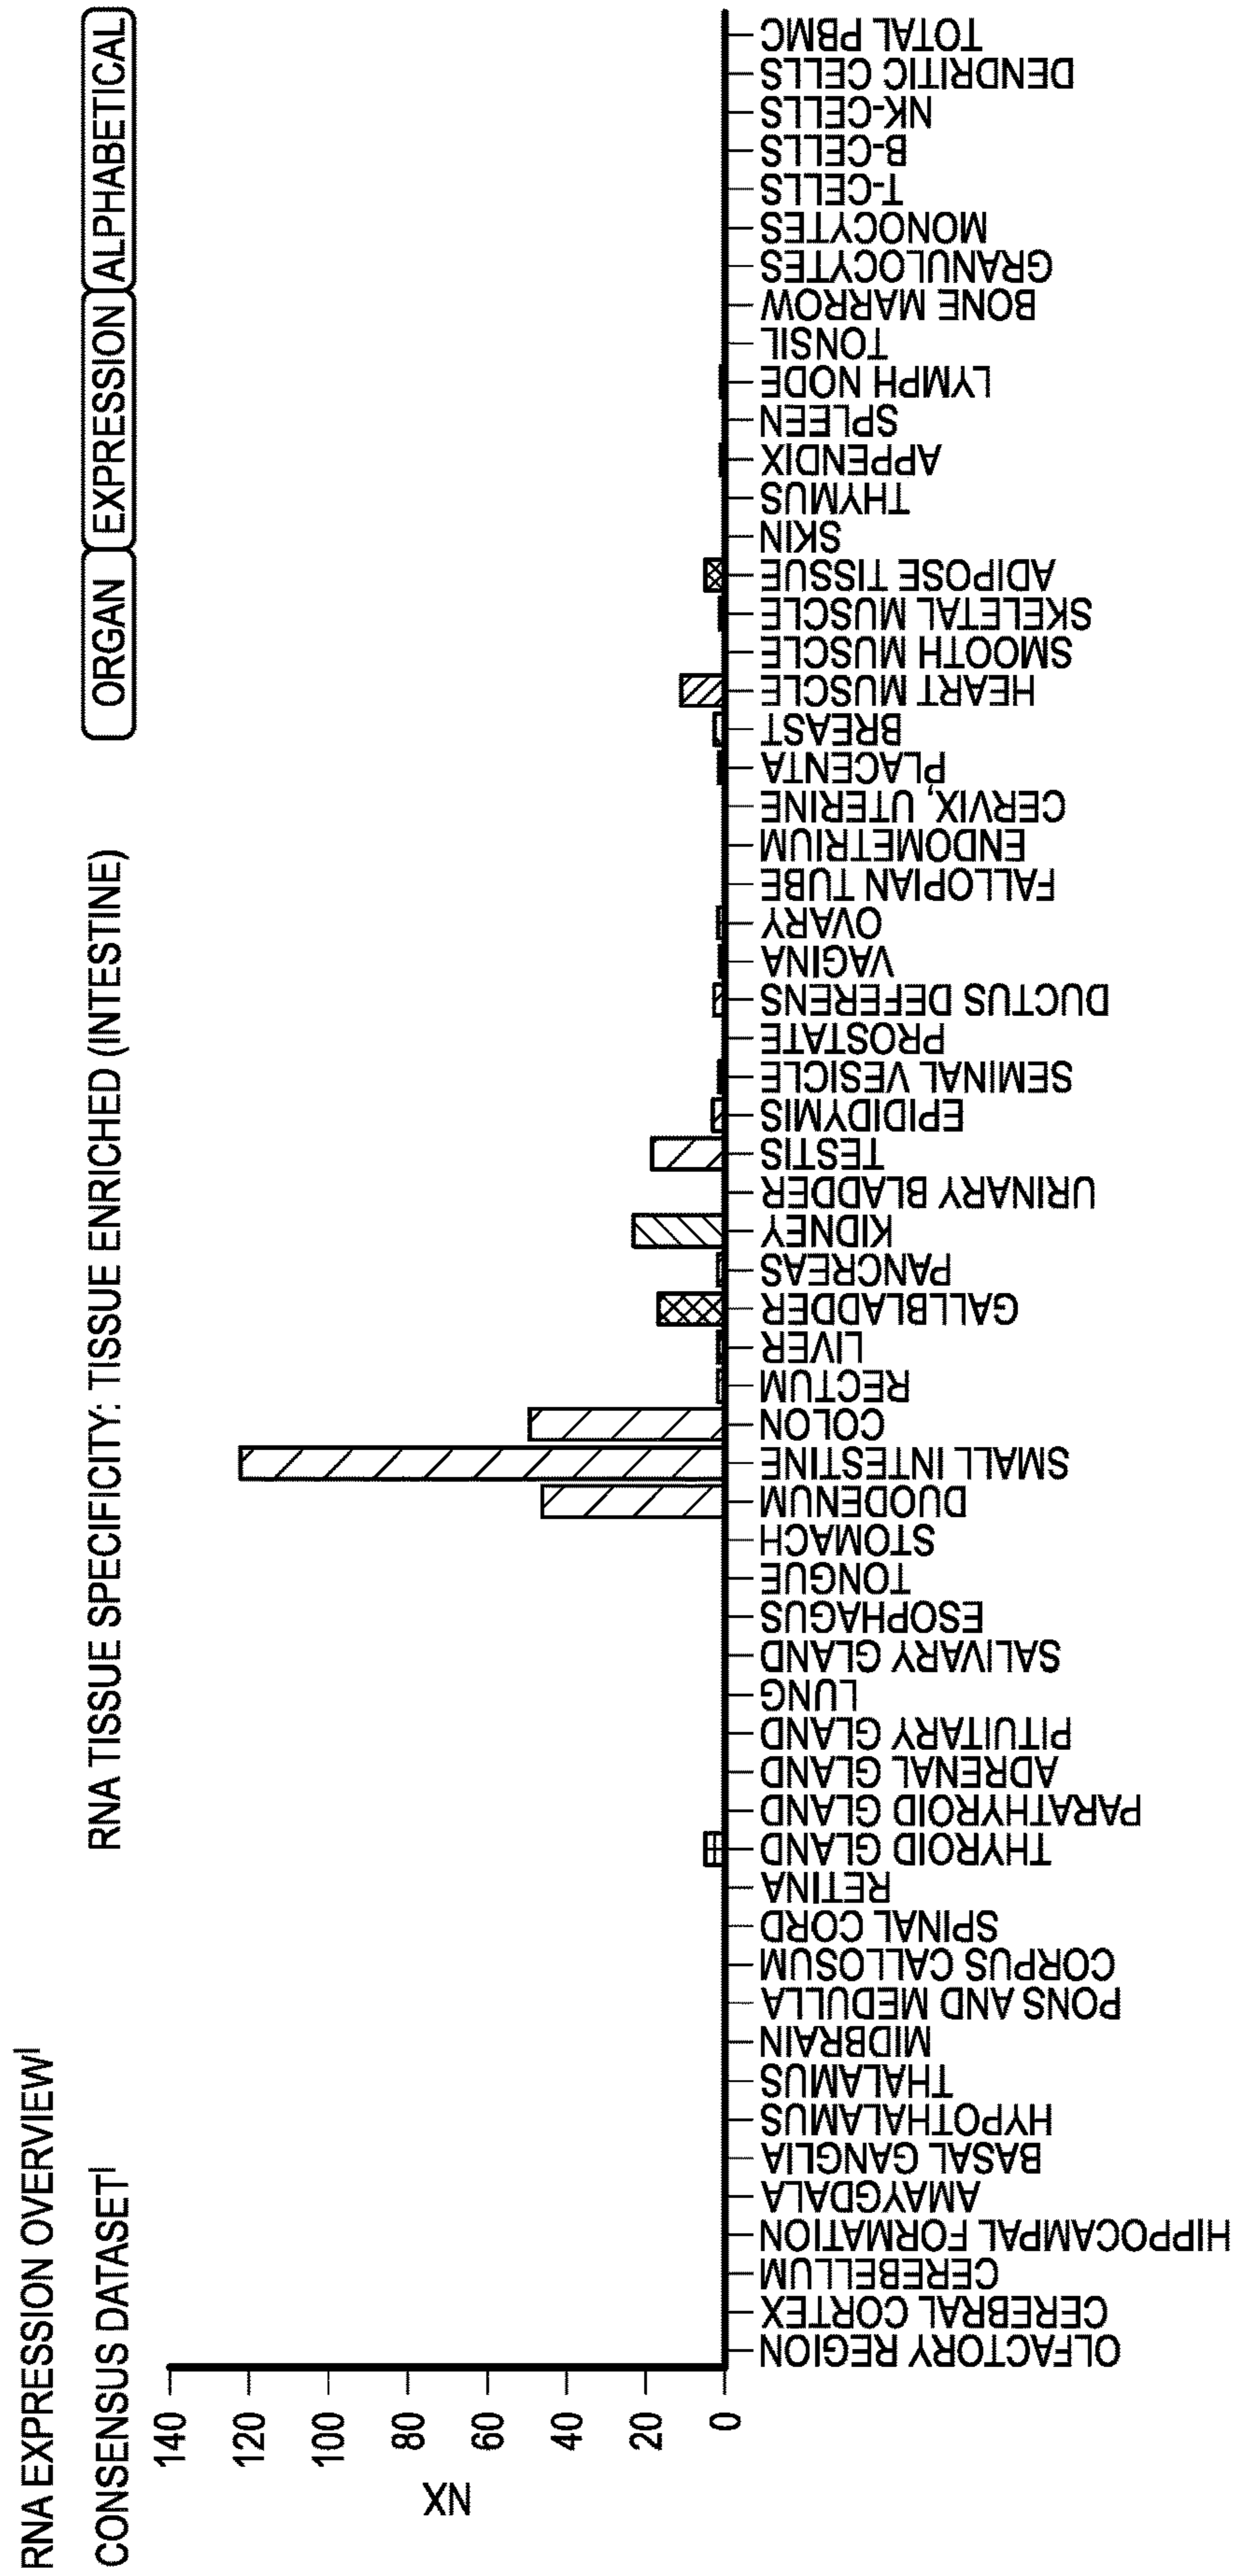 RNA EXPRESSION OVERVIEWI
CONSENSUS DATASETI
RNA TISSUE SPECIFICITY: TISSUE ENRICHED (INTESTINE)
ORGAN
EXPRESSION
ALPHABETICAL
NX
140
120
100
80
60
40
20
0
OLFACTORY REGION
CEREBRAL CORTEX
CEREBELLUM
HIPPOCAMPAL FORMATION
AMAYGDALA
BASAL GANGLIA
HYPOTHALAMUS
THALAMUS
MIDBRAIN
PONS AND MEDULLA
CORPUS CALLOSUM
SPINAL CORD
RETINA
THYROID GLAND
PARATHYROID GLAND
ADRENAL GLAND
PITUITARY GLAND
LUNG
SALIVARY GLAND
ESOPHAGUS
TONGUE
STOMACH
DUODENUM
SMALL INTESTINE
COLON
RECTUM
LIVER
GALLBLADDER
PANCREAS
KIDNEY
URINARY BLADDER
TESTIS
EPIDIDYMIS
SEMINAL VESICLE
PROSTATE
DUCTUS DEFERENS
VAGINA
OVARY
FALLOPIAN TUBE
ENDOMETRIUM
CERVIX, UTERINE
PLACENTA
BREAST
HEART MUSCLE
SMOOTH MUSCLE
SKELETAL MUSCLE
ADIPOSE TISSUE
SKIN
THYMUS
APPENDIX
SPLEEN
LYMPH NODE
TONSIL
BONE MARROW
GRANULOCYTES
MONOCYTES
T-CELLS
B-CELLS
NK-CELLS
DENDRITIC CELLS
TOTAL PBMC